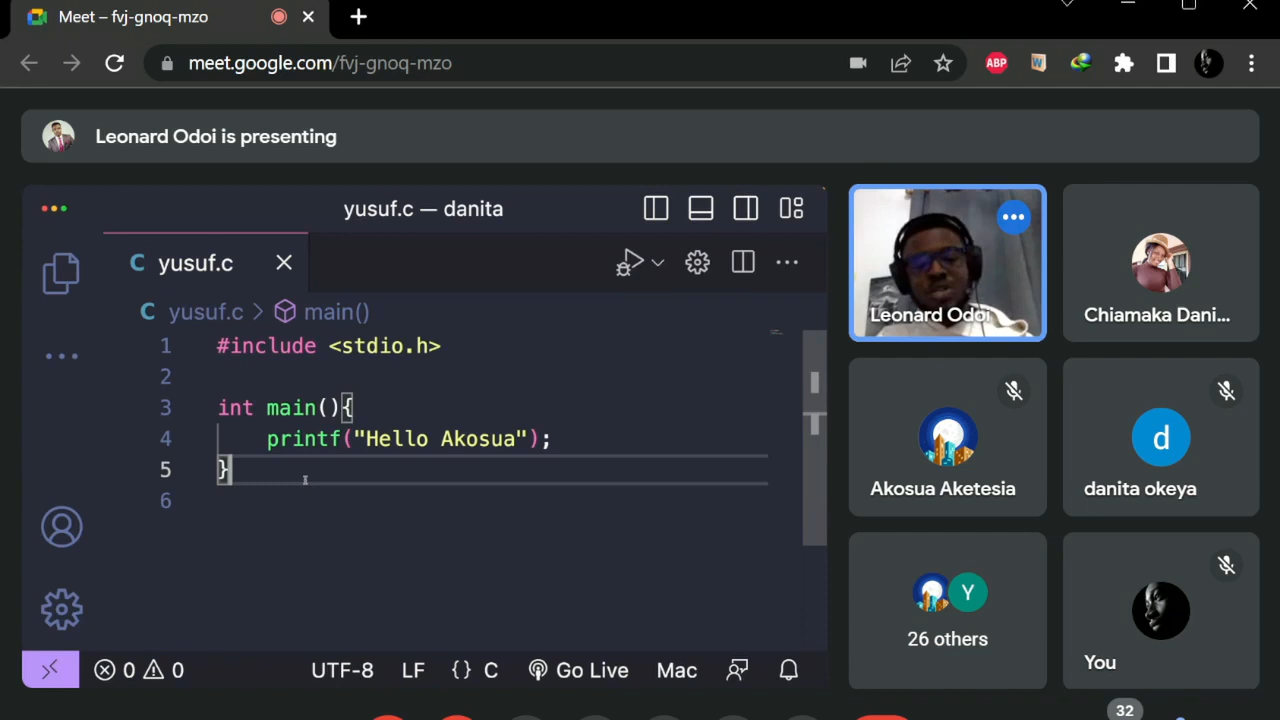 Meet – fvj-gnoq-mzo
meet.google.com/fvj-gnoq-mzo
ABP
Leonard Odoi is presenting
yusuf.c — danita
C yusuf.c
C yusuf.c > main()
1 #include <stdio.h>
2
3 int main(){
4 printf("Hello Akosua");
5 }
6
0 0 UTF-8 LF {} C Go Live Mac
Leonard Odoi
Chiamaka Dani...
Akosua Aketesia
d
danita okeya
Y
26 others
You
32